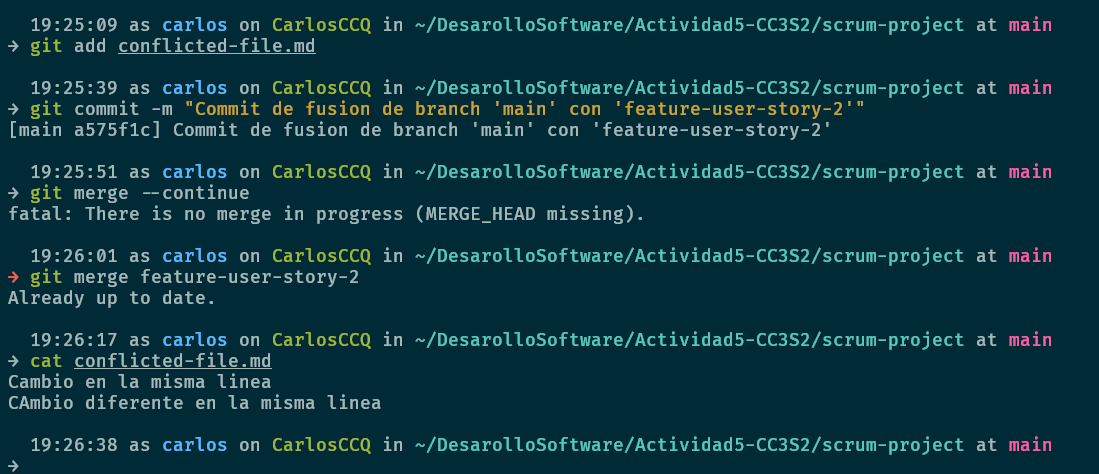 19:25:09 as carlos on CarlosCCQ in ~/DesarolloSoftware/Actividad5-CC3S2/scrum-project at main
→ git add conflicted-file.md
19:25:39 as carlos on CarlosCCQ in ~/DesarolloSoftware/Actividad5-CC3S2/scrum-project at main
→ git commit -m "Commit de fusion de branch 'main' con 'feature-user-story-2'"
[main a575f1c] Commit de fusion de branch 'main' con 'feature-user-story-2'
19:25:51 as carlos on CarlosCCQ in ~/DesarolloSoftware/Actividad5-CC3S2/scrum-project at main
→ git merge --continue
fatal: There is no merge in progress (MERGE_HEAD missing).
19:26:01 as carlos on CarlosCCQ in ~/DesarolloSoftware/Actividad5-CC3S2/scrum-project at main
→ git merge feature-user-story-2
Already up to date.
19:26:17 as carlos on CarlosCCQ in ~/DesarolloSoftware/Actividad5-CC3S2/scrum-project at main
→ cat conflicted-file.md
Cambio en la misma linea
CAmbio diferente en la misma linea
19:26:38 as carlos on CarlosCCQ in ~/DesarolloSoftware/Actividad5-CC3S2/scrum-project at main
→